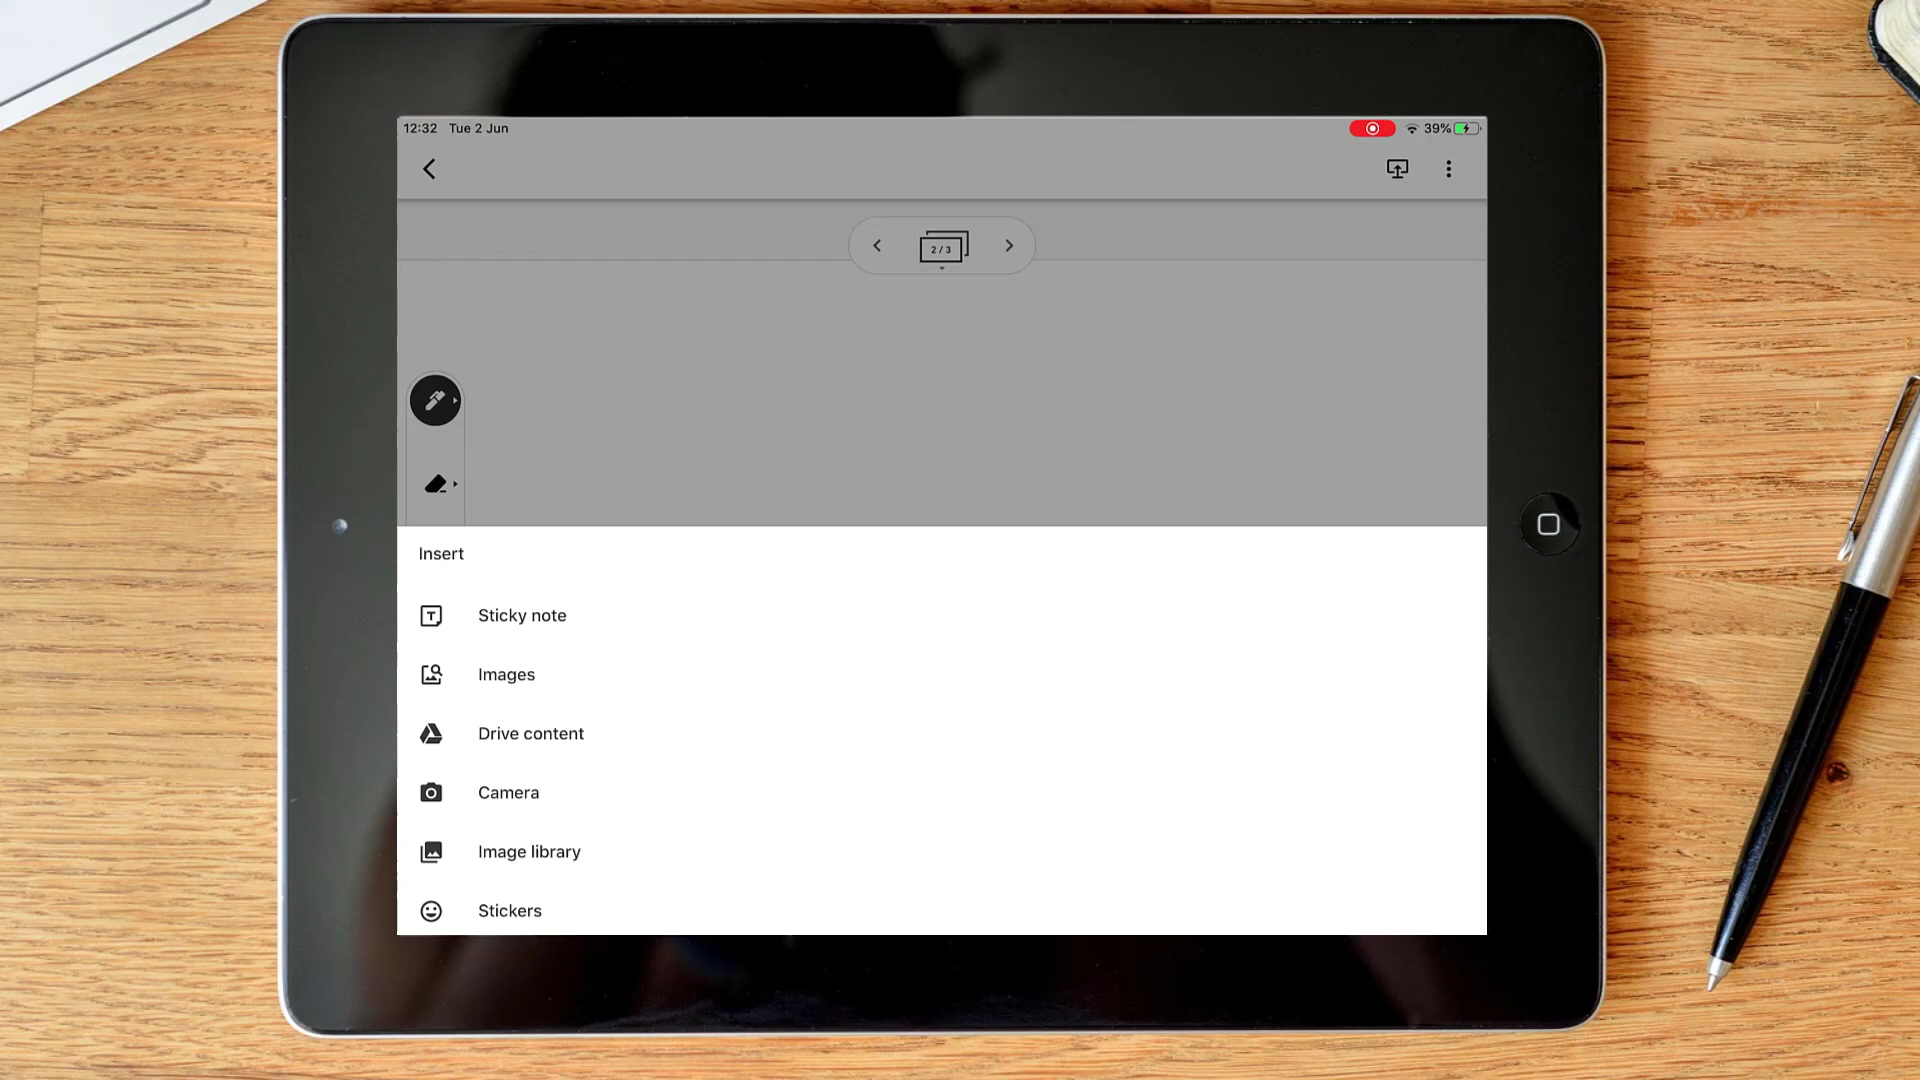 12:32 Tue 2 Jun 39%
2 / 3
Insert
T Sticky note
Images
Drive content
Camera
Image library
Stickers